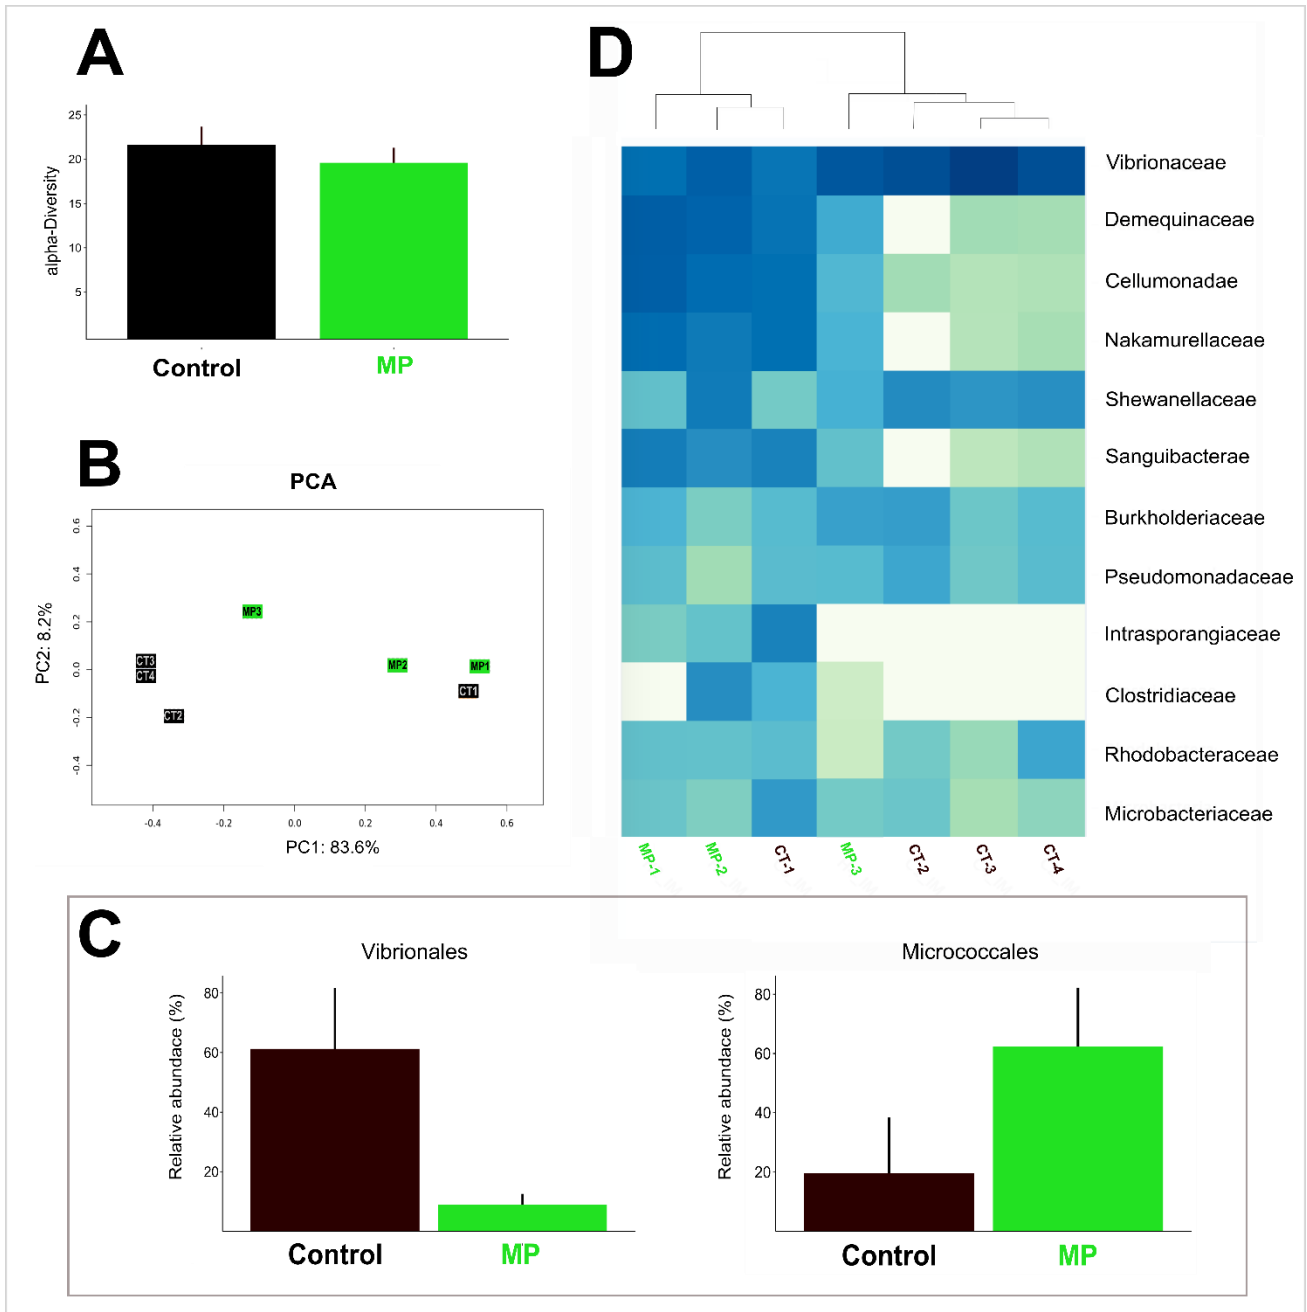 A
25
20
15
10
5
alpha-Diversity
Control
MP
B
PCA
0.6
0.4
0.2
0.0
-0.2
-0.4
PC2: 8.2%
MP3
CT3
CT4
CT2
MP2
MP1
CT1
-0.4
-0.2
0.0
0.2
0.4
0.6
PC1: 83.6%
D
Vibrionaceae
Demequinaceae
Cellumonadae
Nakamurellaceae
Shewanellaceae
Sanguibacterae
Burkholderiaceae
Pseudomonadaceae
Intrasporangiaceae
Clostridiaceae
Rhodobacteraceae
Microbacteriaceae
MP-1
MP-2
CT-1
MP-3
CT-2
CT-3
CT-4
C
Vibrionales
80
60
40
20
Relative abundace (%)
Control
MP
Micrococcales
80
60
40
20
Relative abundace (%)
Control
MP